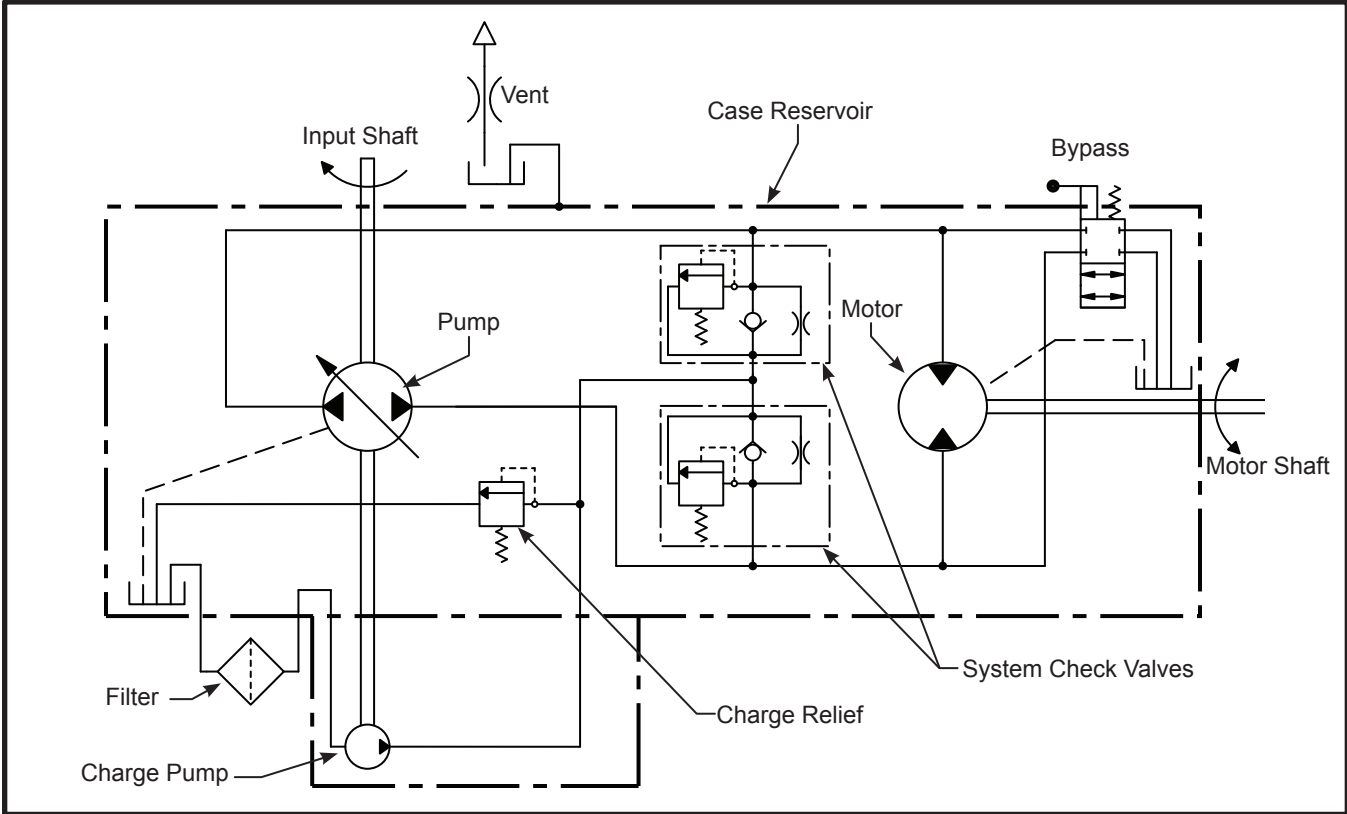 Vent
Case Reservoir
Input Shaft
Bypass
Pump
Motor
Motor Shaft
System Check Valves
Filter
Charge Relief
Charge Pump